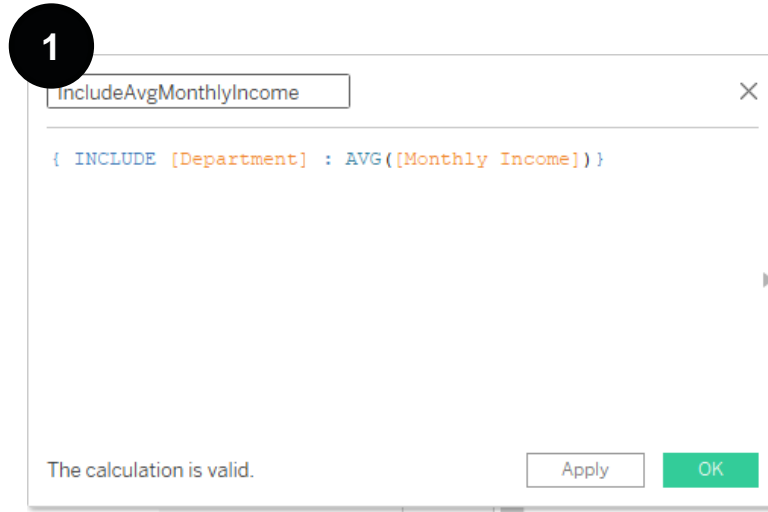 1
IncludeAvgMonthlyIncome
{ INCLUDE [Department] : AVG([Monthly Income])}
The calculation is valid.
Apply
OK